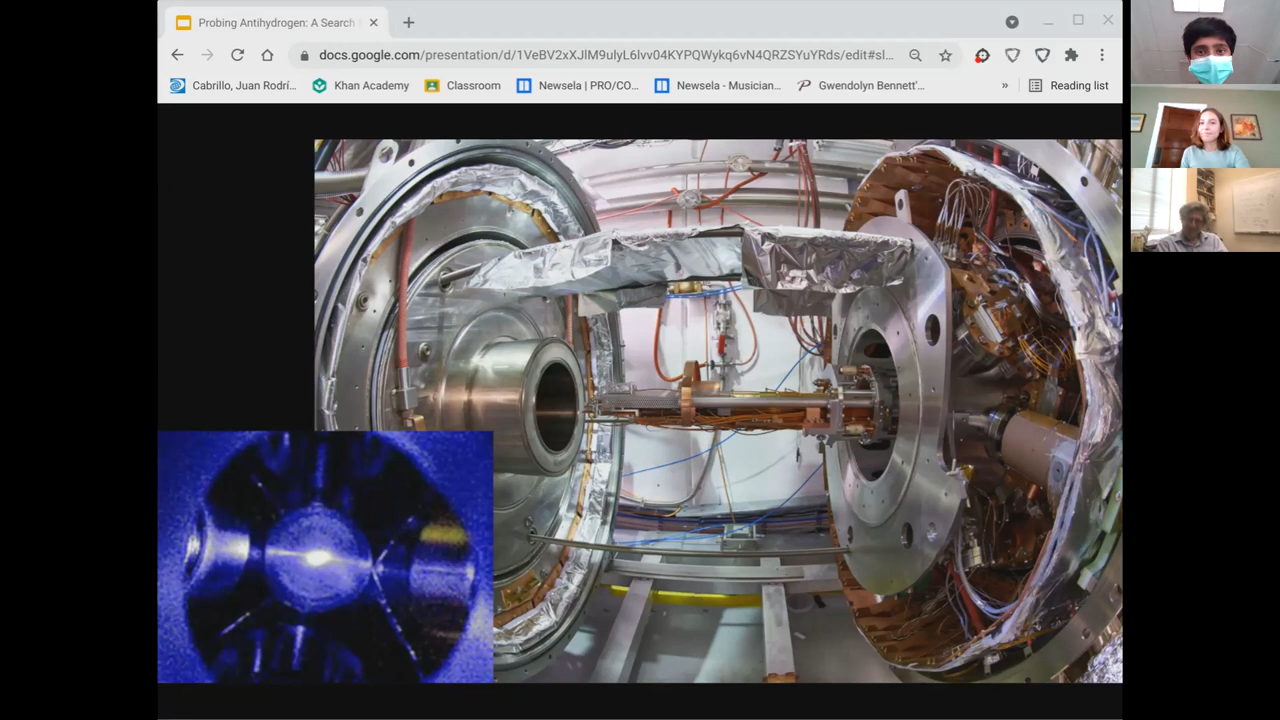 Probing Antihydrogen: A Search
docs.google.com/presentation/d/1VeBV2xXJlM9ulyL6lvv04KYPQWykq6vN4QRZSYuYRds/edit#sl...
Cabrillo, Juan Rodrí... Khan Academy Classroom Newsela | PRO/CO... Newsela - Musician... Gwendolyn Bennett'... » Reading list